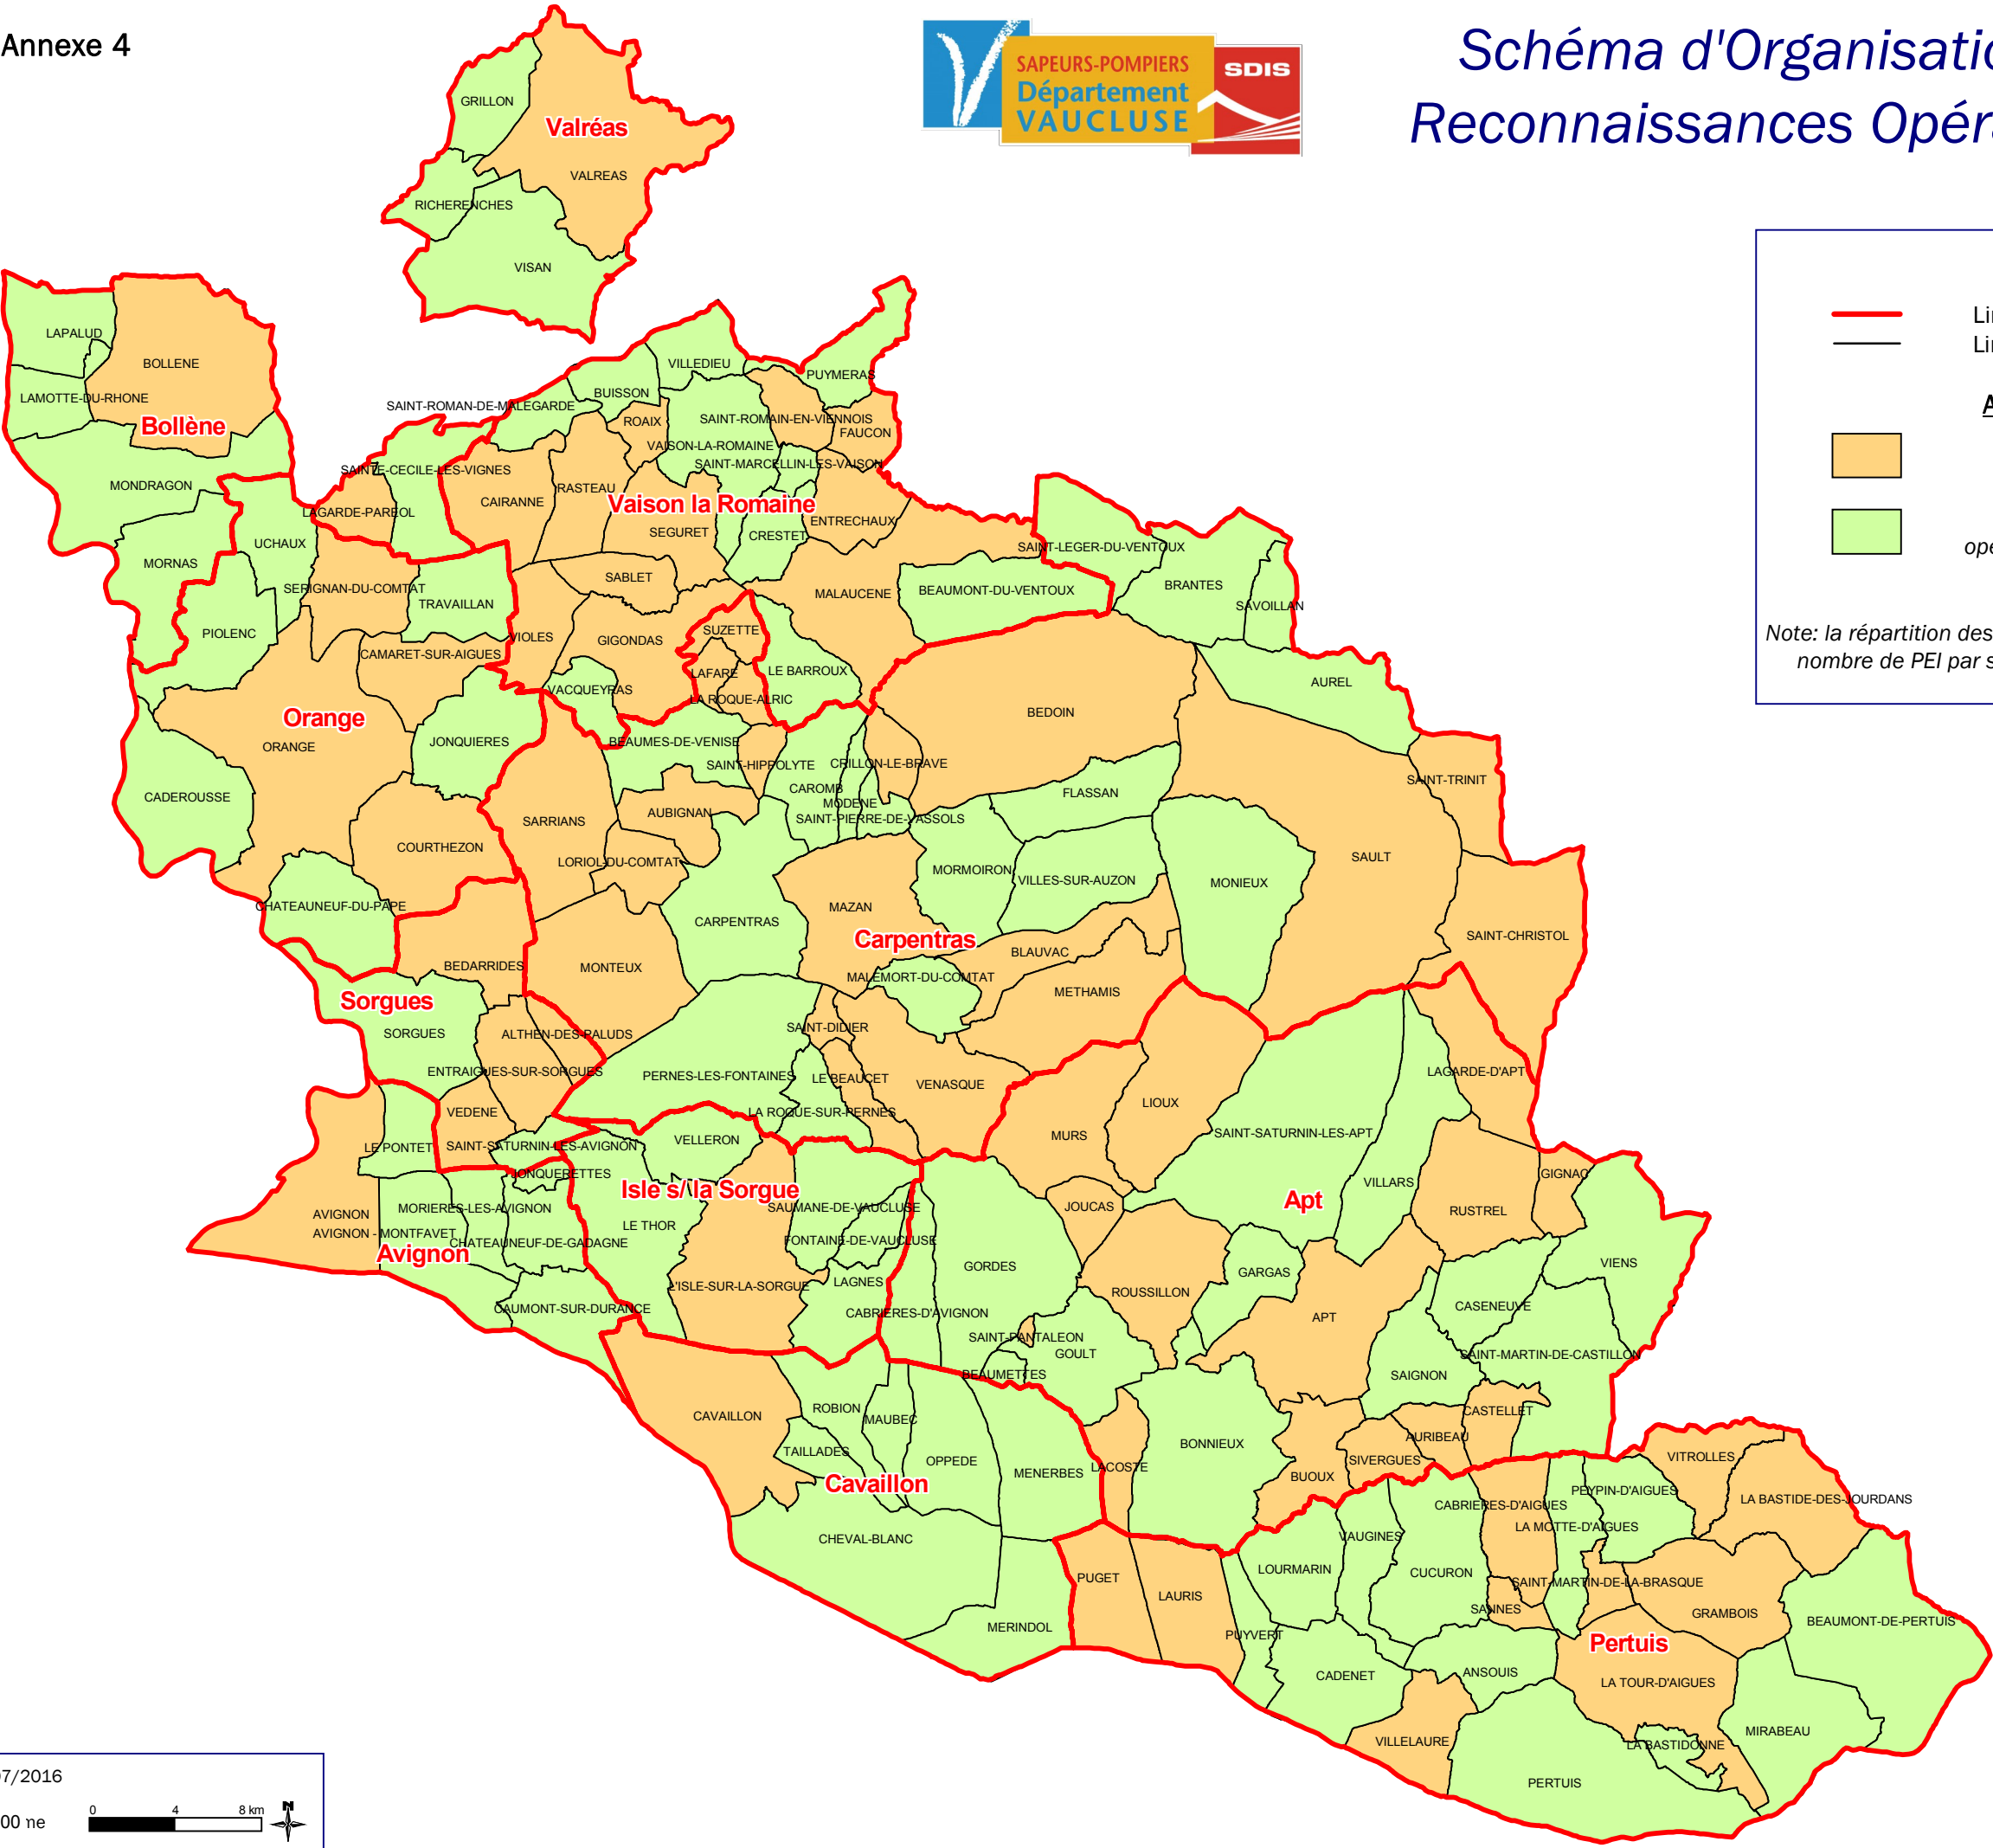 Annexe 4
SAPEURS-POMPIERS
Département
VAUCLUSE
SDIS
Schéma d'Organisatio
Reconnaissances Opéra
GRILLON
Valréas
VALREAS
RICHERENCHES
VISAN
Lir
Lir
A
opé
Note: la répartition des
nombre de PEI par s
LAPALUD
BOLLENE
LAMOTTE-DU-RHONE
Bollène
MONDRAGON
MORNAS
VILLEDIEU
PUYMERAS
BUISSON
SAINT-ROMAN-DE-MALEGARDE
ROAIX
SAINT-ROMAIN-EN-VIENNOIS
FAUCON
VAISON-LA-ROMAINE
SAINT-MARCELLIN-LES-VAISON
SAINTE-CECILE-LES-VIGNES
RASTEAU
CAIRANNE
Vaison la Romaine
LAGARDE-PAREOL
ENTRECHAUX
SEGURET
CRESTET
UCHAUX
SAINT-LEGER-DU-VENTOUX
SABLET
BRANTES
SERIGNAN-DU-COMTAT
MALAUCENE
BEAUMONT-DU-VENTOUX
TRAVAILLAN
SAVOILLAN
PIOLENC
SUZETTE
VIOLES
GIGONDAS
CAMARET-SUR-AIGUES
LAFARE
LE BARROUX
AUREL
VACQUEYRAS
LA ROQUE-ALRIC
BEDOIN
Orange
ORANGE
JONQUIERES
BEAUMES-DE-VENISE
SAINT-HIPPOLYTE
CRILLON-LE-BRAVE
SAINT-TRINIT
CAROMB
FLASSAN
CADEROUSSE
MODENE
AUBIGNAN
SAINT-PIERRE-DE-VASSOLS
SARRIANS
COURTHEZON
LORIOL-DU-COMTAT
SAULT
MORMOIRON
VILLES-SUR-AUZON
MONIEUX
CHATEAUNEUF-DU-PAPE
MAZAN
CARPENTRAS
Carpentras
SAINT-CHRISTOL
BLAUVAC
BEDARRIDES
MONTEUX
MALEMORT-DU-COMTAT
METHAMIS
Sorgues
SORGUES
ALTHEN-DES-PALUDS
SAINT-DIDIER
ENTRAIGUES-SUR-SORGUES
PERNES-LES-FONTAINES
LE BEAUCET
VENASQUE
LAGARDE-D'APT
VEDENE
LA ROQUE-SUR-PERNES
LIOUX
LE PONTET
SAINT-SATURNIN-LES-AVIGNON
VELLERON
MURS
SAINT-SATURNIN-LES-APT
JONQUERETTES
Isle s/ la Sorgue
GIGNAC
VILLARS
Apt
AVIGNON
MORIERES-LES-AVIGNON
SAUMANE-DE-VAUCLUSE
JOUCAS
RUSTREL
LE THOR
AVIGNON - MONTFAVET
Avignon
CHATEAUNEUF-DE-GADAGNE
FONTAINE-DE-VAUCLUSE
GORDES
GARGAS
VIENS
L'ISLE-SUR-LA-SORGUE
LAGNES
ROUSSILLON
CAUMONT-SUR-DURANCE
CABRIERES-D'AVIGNON
CASENEUVE
APT
SAINT-PANTALEON
GOULT
SAINT-MARTIN-DE-CASTILLON
BEAUMETTES
SAIGNON
CAVAILLON
ROBION
MAUBEC
CASTELLET
TAILLADES
AURIBEAU
BONNIEUX
OPPEDE
MENERBES
LACOSTE
SIVERGUES
BUOUX
Cavaillon
VITROLLES
PEYPIN-D'AIGUES
LA BASTIDE-DES-JOURDANS
CABRIERES-D'AIGUES
LA MOTTE-D'AIGUES
CHEVAL-BLANC
VAUGINES
LOURMARIN
CUCURON
PUGET
LAURIS
SAINT-MARTIN-DE-LA-BRASQUE
SANNES
GRAMBOIS
BEAUMONT-DE-PERTUIS
MERINDOL
PUYVERT
Pertuis
CADENET
ANSOUIS
LA TOUR-D'AIGUES
VILLELAURE
MIRABEAU
LA BASTIDONNE
PERTUIS
07/2016
0 4 8 km
N